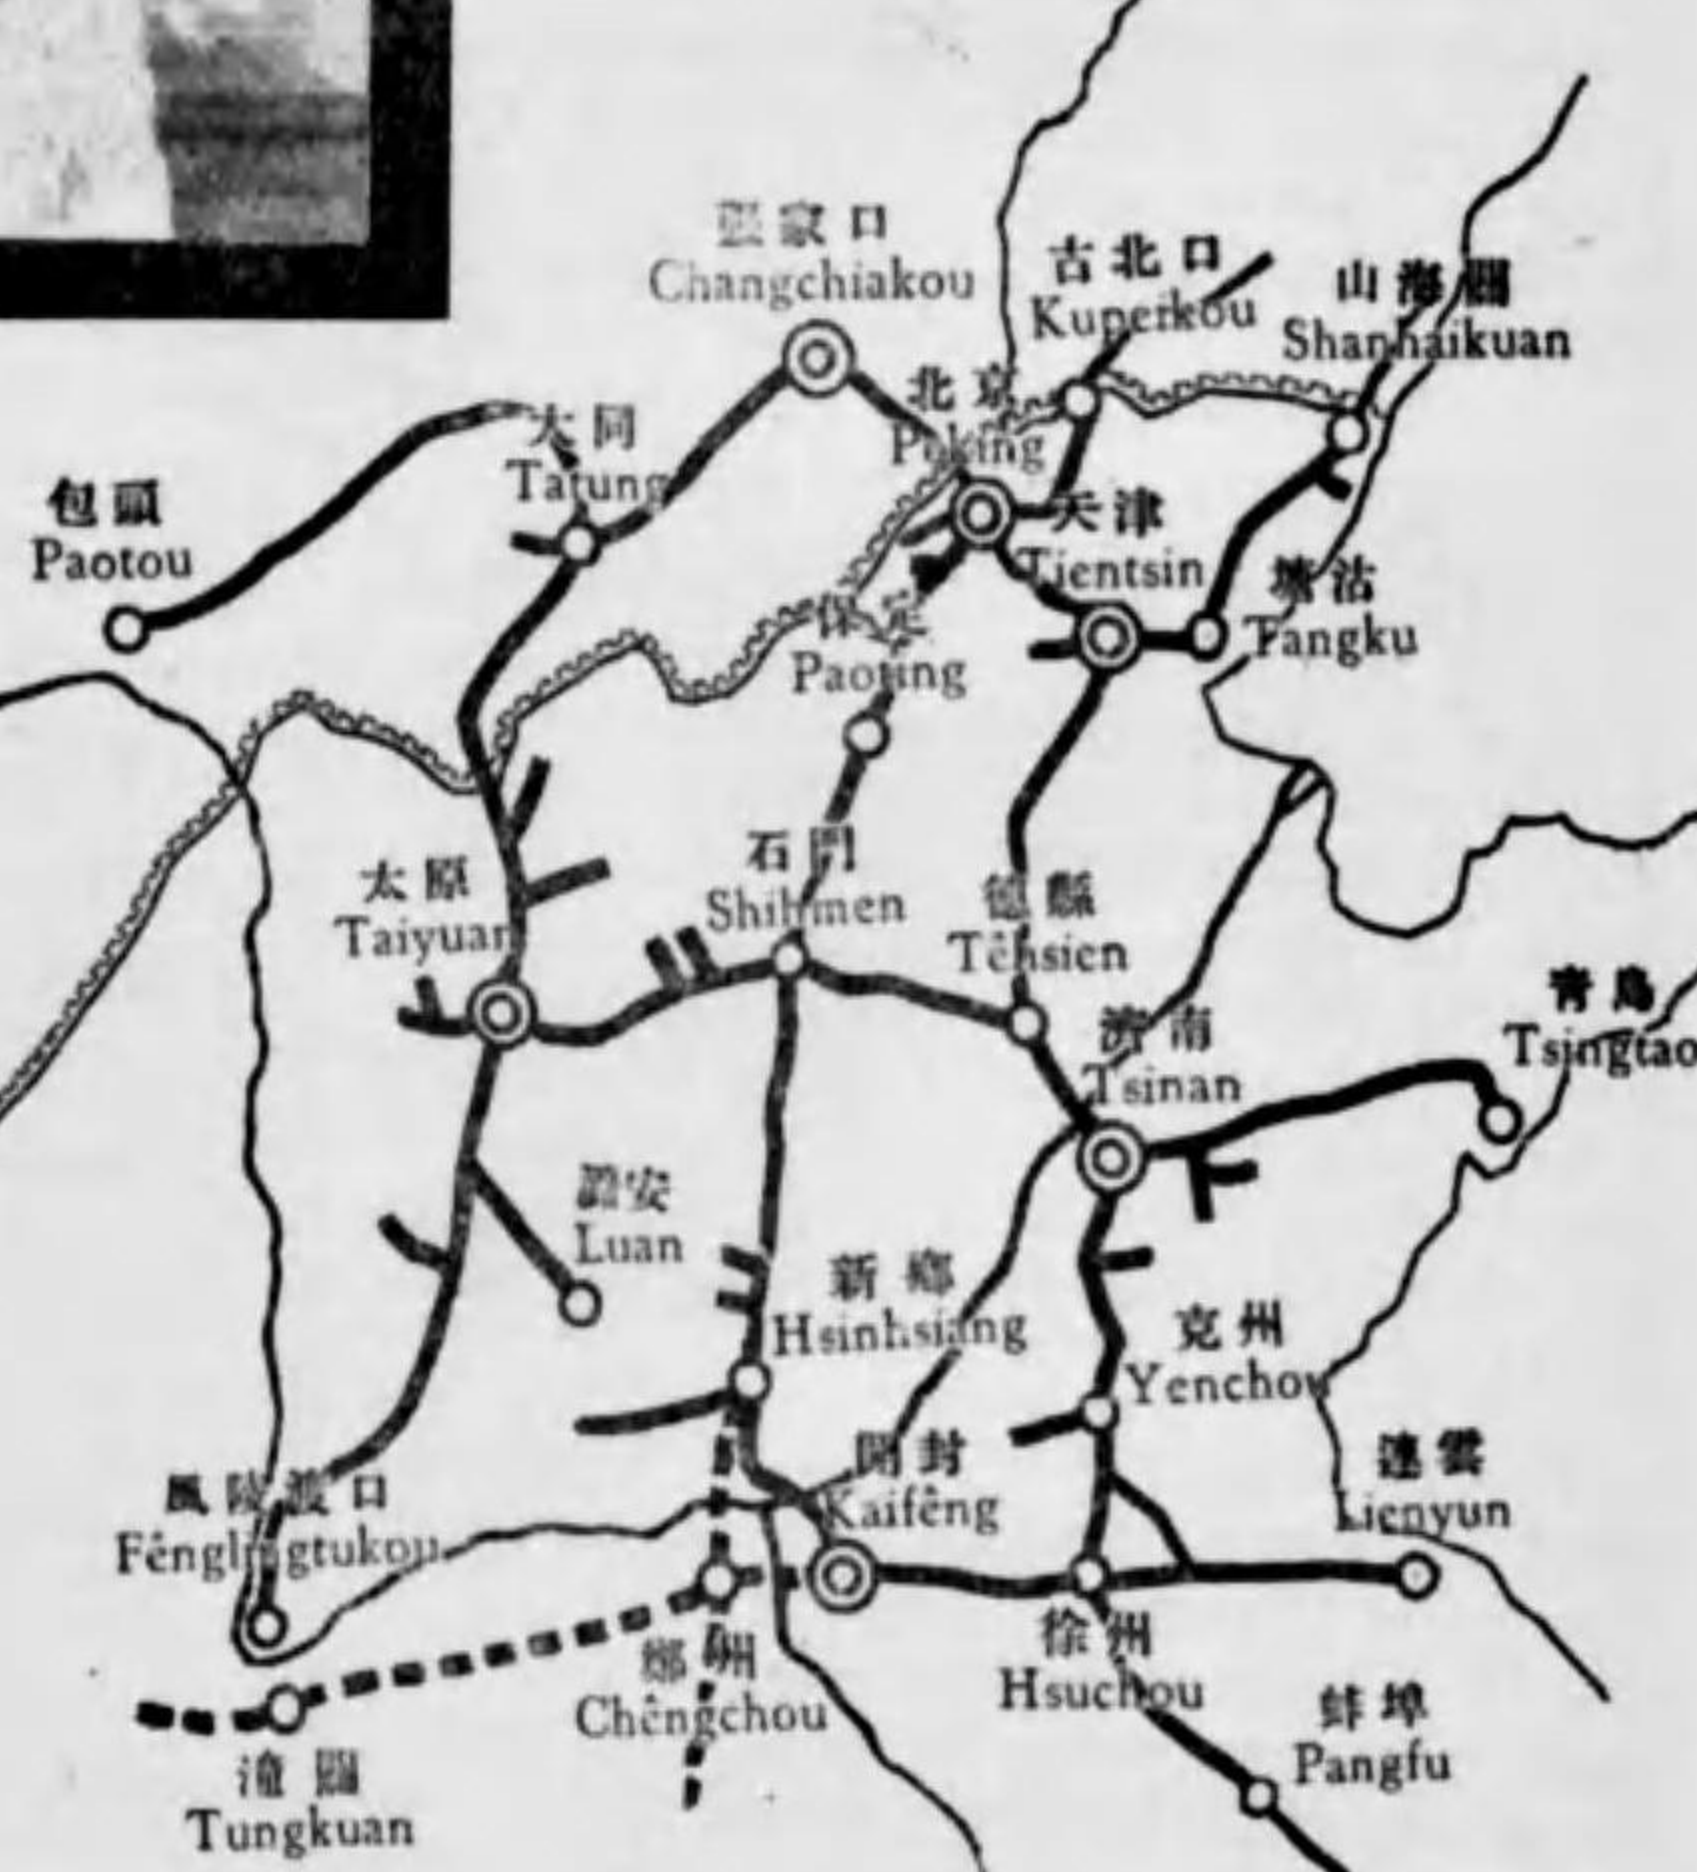 張家口
Changchiakou
古北口
Kupeikou
山海關
Shanhaikuan
北京
Peking
大同
Tatung
包頭
Paotou
天津
Tientsin
塘沽
Tangku
保定
Paoting
石門
Shihmen
太原
Taiyuan
德縣
Têhsien
濟南
Tsinan
青島
Tsingtao
潞安
Luan
新鄉
Hsinhsiang
兗州
Yenchou
開封
Kaifêng
連雲
Lienyun
風陵渡口
Fênglingtukou
鄭州
Chêngchou
徐州
Hsuchou
蚌埠
Pangfu
潼關
Tungkuan